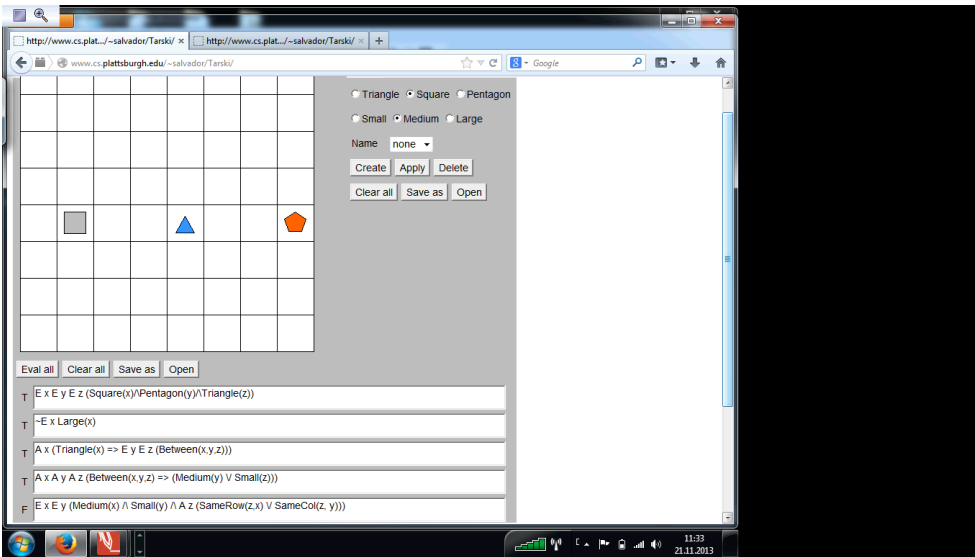 http://www.cs.plat.../~salvador/Tarski/ × http://www.cs.plat.../~salvador/Tarski/ × +
www.cs.plattsburgh.edu/~salvador/Tarski/ Google
Triangle Square Pentagon
Small Medium Large
Name none
Create Apply Delete
Clear all Save as Open
Eval all Clear all Save as Open
T E x E y E z (Square(x)/\Pentagon(y)/\Triangle(z))
T ~E x Large(x)
T A x (Triangle(x) => E y E z (Between(x,y,z)))
T A x A y A z (Between(x,y,z) => (Medium(y) \/ Small(z)))
F E x E y (Medium(x) /\ Small(y) /\ A z (SameRow(z,x) \/ SameCol(z, y)))
11:33
21.11.2013